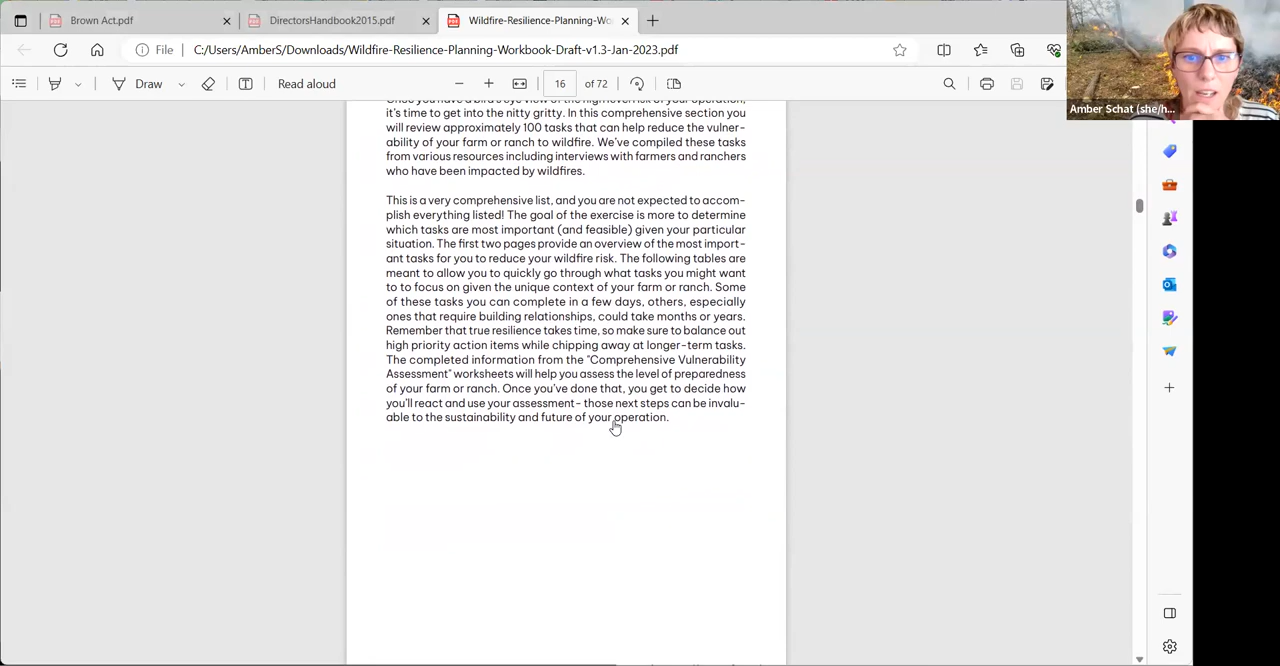 Brown Act.pdf
DirectorsHandbook2015.pdf
Wildfire-Resilience-Planning-Wo
File
C:/Users/AmberS/Downloads/Wildfire-Resilience-Planning-Workbook-Draft-v1.3-Jan-2023.pdf
Draw
Read aloud
16
of 72
Amber Schat (she/h...
Once you have a bird's eye view of the high level risk of your operation,
it's time to get into the nitty gritty. In this comprehensive section you
will review approximately 100 tasks that can help reduce the vulner-
ability of your farm or ranch to wildfire. We've compiled these tasks
from various resources including interviews with farmers and ranchers
who have been impacted by wildfires.
This is a very comprehensive list, and you are not expected to accom-
plish everything listed! The goal of the exercise is more to determine
which tasks are most important (and feasible) given your particular
situation. The first two pages provide an overview of the most import-
ant tasks for you to reduce your wildfire risk. The following tables are
meant to allow you to quickly go through what tasks you might want
to to focus on given the unique context of your farm or ranch. Some
of these tasks you can complete in a few days, others, especially
ones that require building relationships, could take months or years.
Remember that true resilience takes time, so make sure to balance out
high priority action items while chipping away at longer-term tasks.
The completed information from the "Comprehensive Vulnerability
Assessment" worksheets will help you assess the level of preparedness
of your farm or ranch. Once you've done that, you get to decide how
you'll react and use your assessment- those next steps can be invalu-
able to the sustainability and future of your operation.